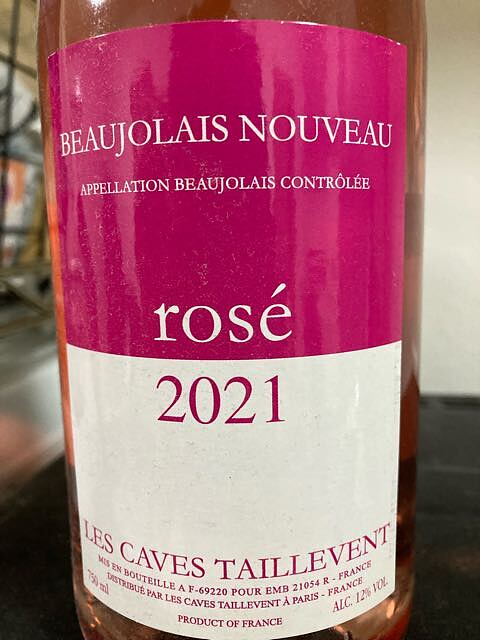 BEAUJOLAIS NOUVEAU
APPELLATION BEAUJOLAIS CONTRÔLÉE
rosé
2021
LES CAVES TAILLEVENT
MIS EN BOUTEILLE A F-69220 POUR EMB 21054 R - FRANCE
DISTRIBUÉ PAR LES CAVES TAILLEVENT À PARIS - FRANCE
750 ml
ALC. 12% VOL.
PRODUCT OF FRANCE